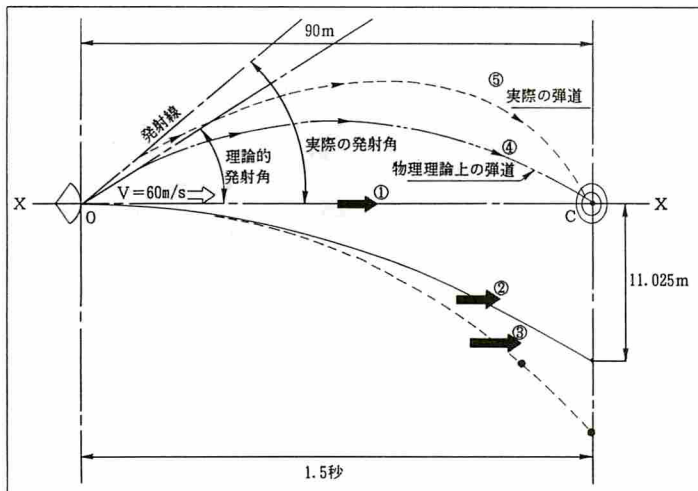 90m
⑤
実際の弾道
発射線
実際の発射角
④
理論的
発射角
物理理論上の弾道
V=60m/s
①
X
O
C
X
②
11.025m
③
1.5秒